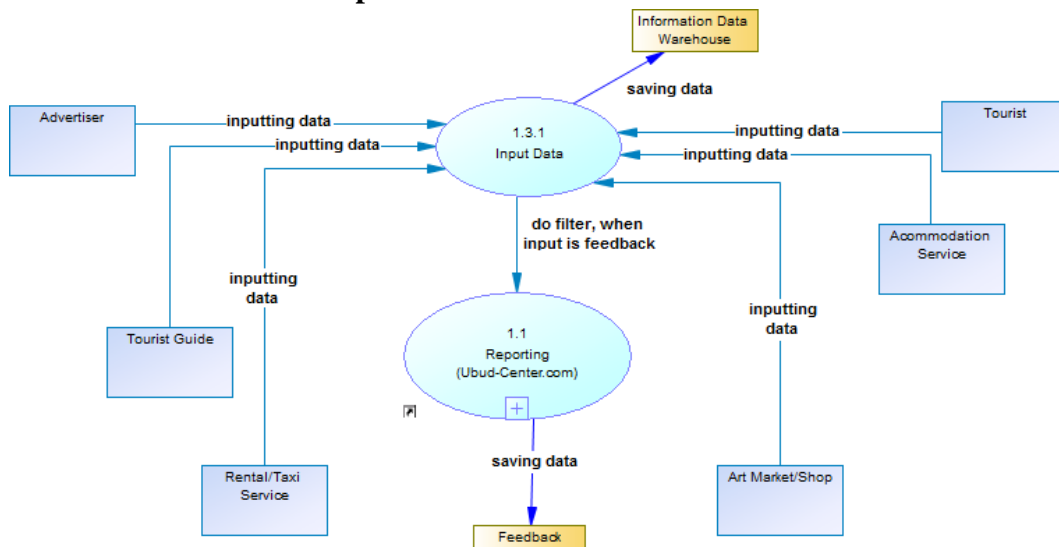 Information Data
Warehouse
saving data
Advertiser
inputting data
inputting data
1.3.1
Input Data
inputting data
inputting data
Tourist
do filter, when
input is feedback
Acommodation
Service
inputting
data
inputting
data
Tourist Guide
1.1
Reporting
(Ubud-Center.com)
saving data
Rental/Taxi
Service
Art Market/Shop
Feedback